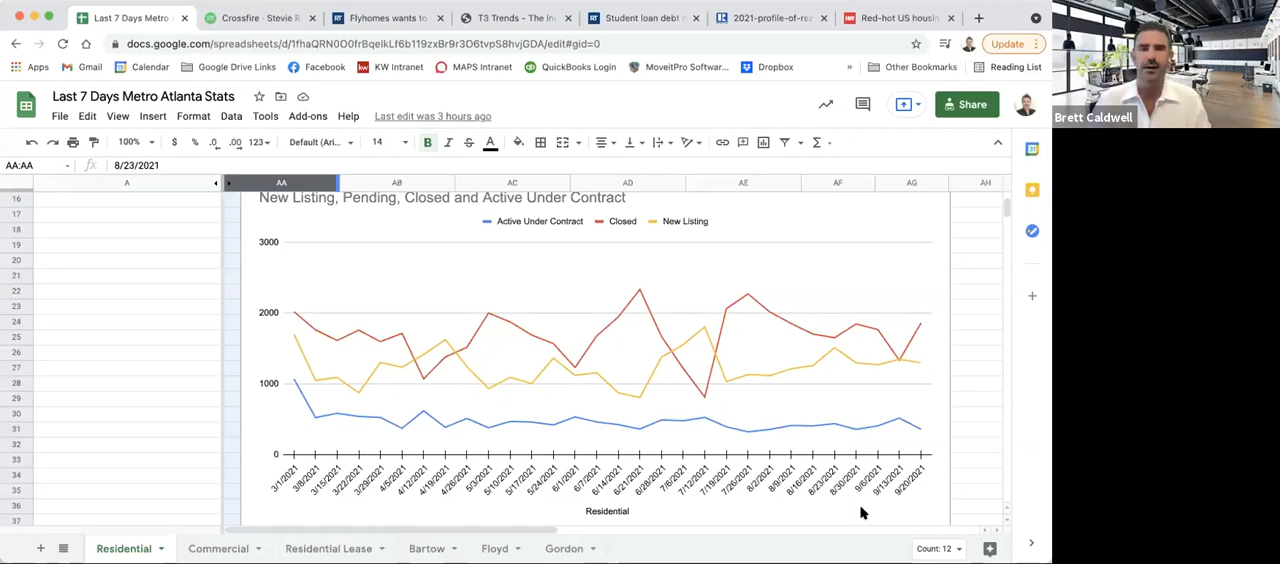 Last 7 Days Metro Atlanta S
Crossfire - Stevie R
Flyhomes wants to
T3 Trends - The In
Student loan debt
2021-profile-of-re
Red-hot US housin
docs.google.com/spreadsheets/d/1fhaQRN0O0frBqeIkLf6b119zxBr9r3O6tvpS8hvjGDA/edit#gid=0
Update
Apps
Gmail
Calendar
Google Drive Links
Facebook
KW Intranet
MAPS Intranet
QuickBooks Login
MoveitPro Softwar...
Dropbox
»
Other Bookmarks
Reading List
Brett Caldwell
Last 7 Days Metro Atlanta Stats
File Edit View Insert Format Data Tools Add-ons Help Last edit was 3 hours ago
Share
100% $ % .0 .00 123 Default (Ari... 14 B I S A
AA:AA fx 8/23/2021
A AA AB AC AD AE AF AG AH
16
17
18
19
20
21
22
23
24
25
26
27
28
29
30
31
32
33
34
35
36
37
New Listing, Pending, Closed and Active Under Contract
Active Under Contract Closed New Listing
3000
2000
1000
0
3/1/2021 3/8/2021 3/15/2021 3/22/2021 3/29/2021 4/5/2021 4/12/2021 4/19/2021 4/26/2021 5/3/2021 5/10/2021 5/17/2021 5/24/2021 6/1/2021 6/7/2021 6/14/2021 6/21/2021 6/28/2021 7/6/2021 7/12/2021 7/19/2021 7/26/2021 8/2/2021 8/9/2021 8/16/2021 8/23/2021 8/30/2021 9/6/2021 9/13/2021 9/20/2021
Residential
Residential
Commercial
Residential Lease
Bartow
Floyd
Gordon
Count: 12